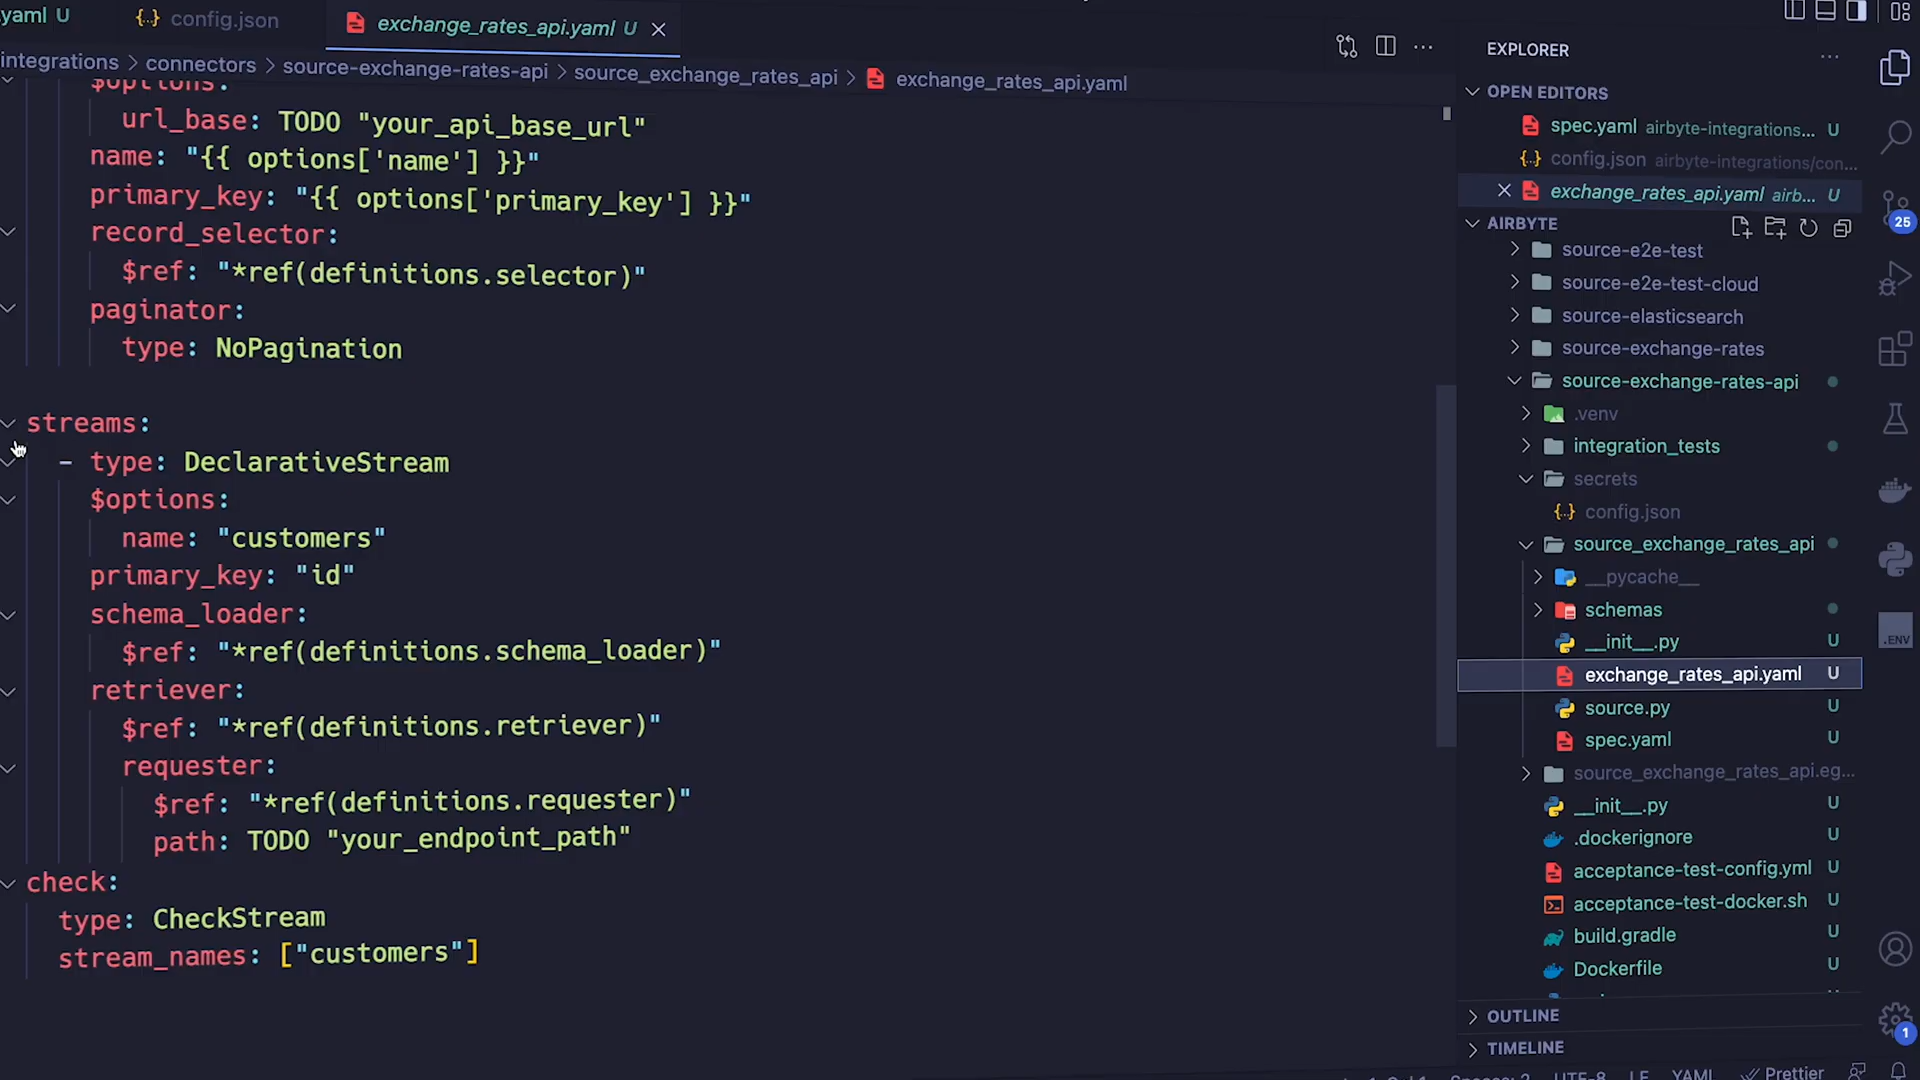 yaml U
config.json
exchange_rates_api.yaml U
integrations > connectors > source-exchange-rates-api > source_exchange_rates_api > exchange_rates_api.yaml
$options:
url_base: TODO "your_api_base_url"
name: "{{ options['name'] }}"
primary_key: "{{ options['primary_key'] }}"
record_selector:
$ref: "*ref(definitions.selector)"
paginator:
type: NoPagination
streams:
- type: DeclarativeStream
$options:
name: "customers"
primary_key: "id"
schema_loader:
$ref: "*ref(definitions.schema_loader)"
retriever:
$ref: "*ref(definitions.retriever)"
requester:
$ref: "*ref(definitions.requester)"
path: TODO "your_endpoint_path"
check:
type: CheckStream
stream_names: ["customers"]
EXPLORER
OPEN EDITORS
spec.yaml airbyte-integrations... U
config.json airbyte-integrations/con...
exchange_rates_api.yaml airb... U
AIRBYTE
source-e2e-test
source-e2e-test-cloud
source-elasticsearch
source-exchange-rates
source-exchange-rates-api
.venv
integration_tests
secrets
config.json
source_exchange_rates_api
__pycache__
schemas
__init__.py U
exchange_rates_api.yaml U
source.py U
spec.yaml U
source_exchange_rates_api.eg...
__init__.py U
.dockerignore U
acceptance-test-config.yml U
acceptance-test-docker.sh U
build.gradle U
Dockerfile U
OUTLINE
TIMELINE
25
.ENV
1
UTF-8 LF YAML Prettier